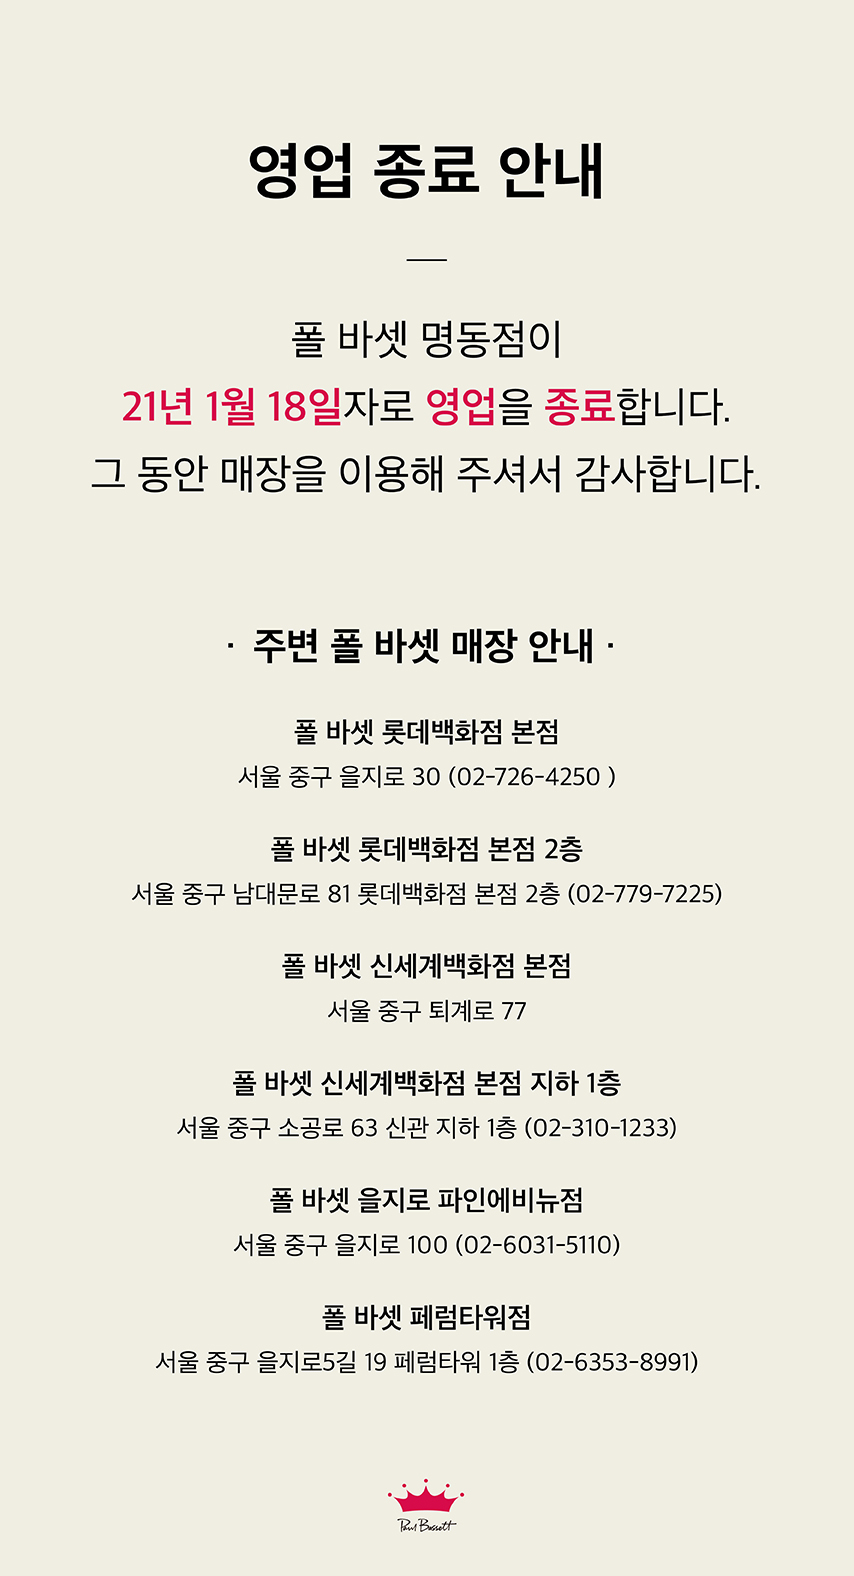 영업 종료 안내
폴 바셋 명동점이
21년 1월 18일자로 영업을 종료합니다.
그 동안 매장을 이용해 주셔서 감사합니다.
· 주변 폴 바셋 매장 안내 ·
폴 바셋 롯데백화점 본점
서울 중구 을지로 30 (02-726-4250 )
폴 바셋 롯데백화점 본점 2층
서울 중구 남대문로 81 롯데백화점 본점 2층 (02-779-7225)
폴 바셋 신세계백화점 본점
서울 중구 퇴계로 77
폴 바셋 신세계백화점 본점 지하 1층
서울 중구 소공로 63 신관 지하 1층 (02-310-1233)
폴 바셋 을지로 파인에비뉴점
서울 중구 을지로 100 (02-6031-5110)
폴 바셋 페럼타워점
서울 중구 을지로5길 19 페럼타워 1층 (02-6353-8991)
Paul Bassett